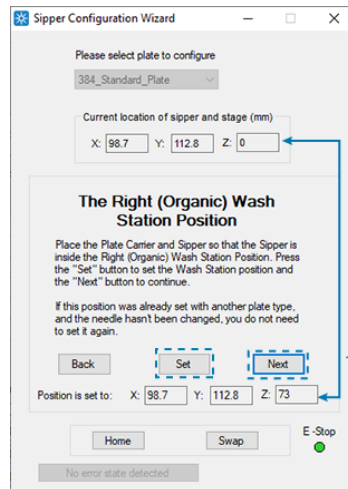 Sipper Configuration Wizard
Please select plate to configure
384_Standard_Plate
Current location of sipper and stage (mm)
X: 98.7 Y: 112.8 Z: 0
The Right (Organic) Wash
Station Position
Place the Plate Carrier and Sipper so that the Sipper is
inside the Right (Organic) Wash Station Position. Press
the "Set" button to set the Wash Station position and
the "Next" button to continue.
If this position was already set with another plate type,
and the needle hasn't been changed, you do not need
to set it again.
Back Set Next
Position is set to: X: 98.7 Y: 112.8 Z: 73
Home Swap E -Stop
No error state detected